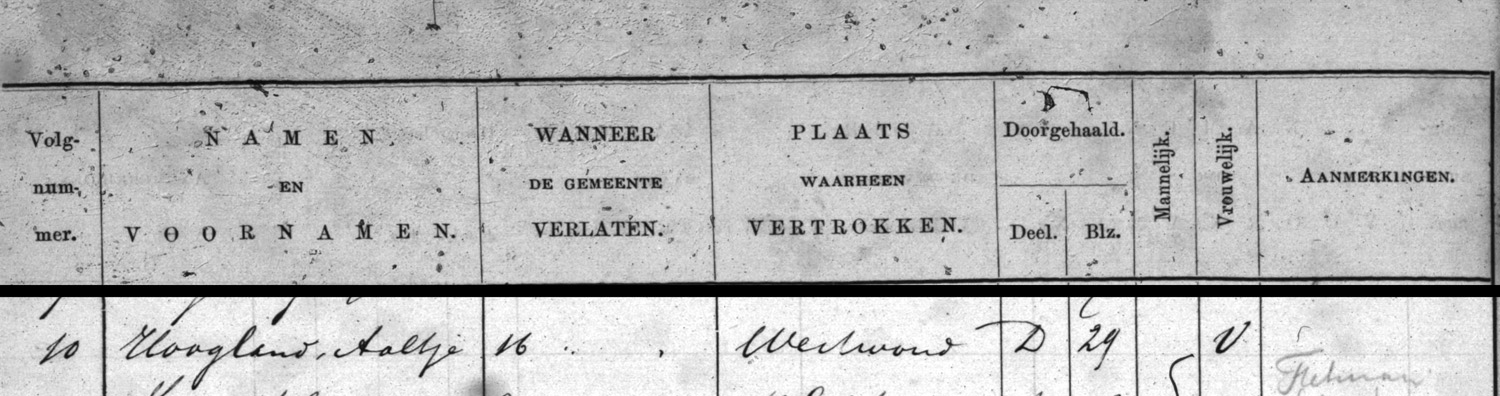 Volg-
num-
mer.
NAMEN
EN
VOORNAMEN.
WANNEER
DE GEMEENTE
VERLATEN.
PLAATS
WAARHEEN
VERTROKKEN.
Doorgehaald.
Deel. Blz.
Mannelijk.
Vrouwelijk.
AANMERKINGEN.
10 Hoogland, Aaltje 16 " " Westwoud D 29 V